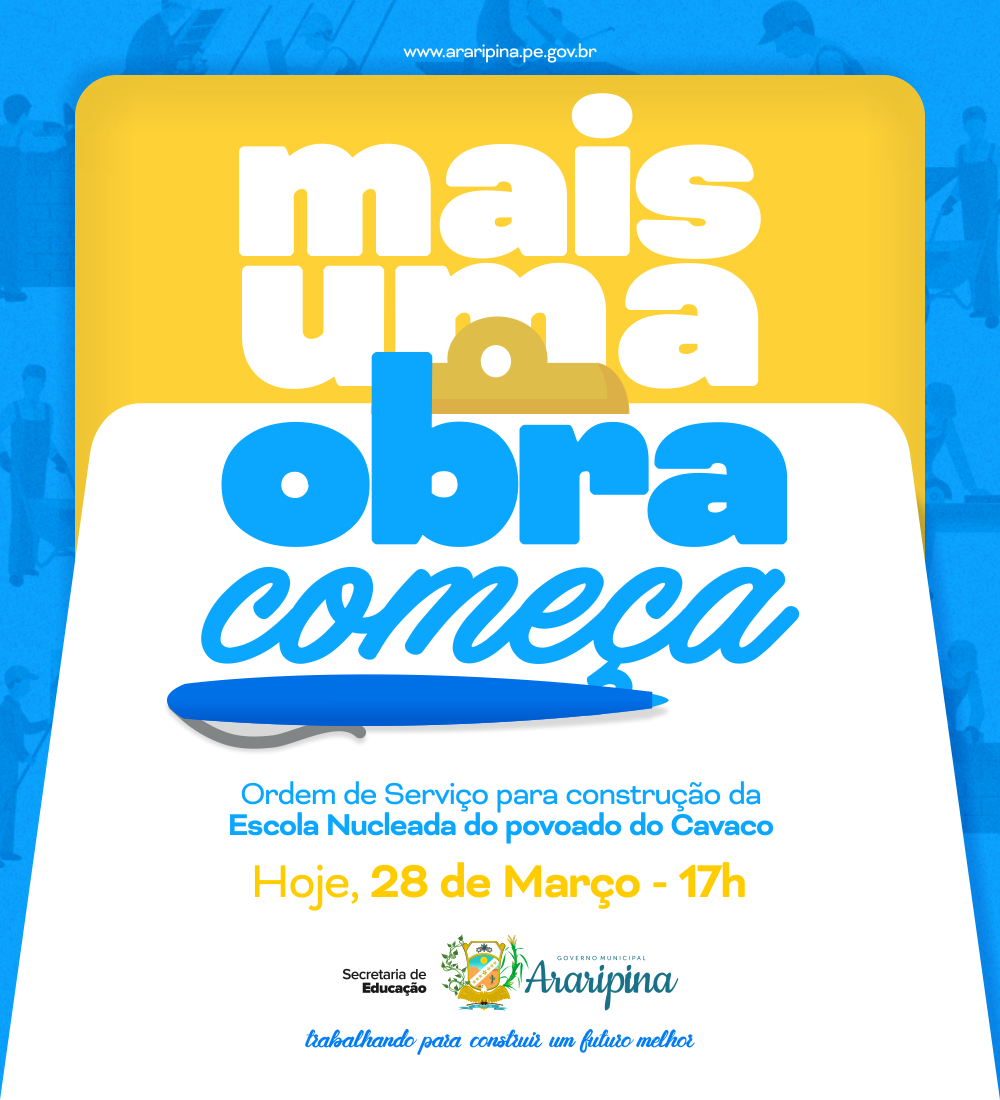 www.araripina.pe.gov.br
mais
uma
obra
começa
Ordem de Serviço para construção da
Escola Nucleada do povoado do Cavaco
Hoje, 28 de Março - 17h
Secretaria de
Educação
GOVERNO MUNICIPAL
Araripina
trabalhando para construir um futuro melhor